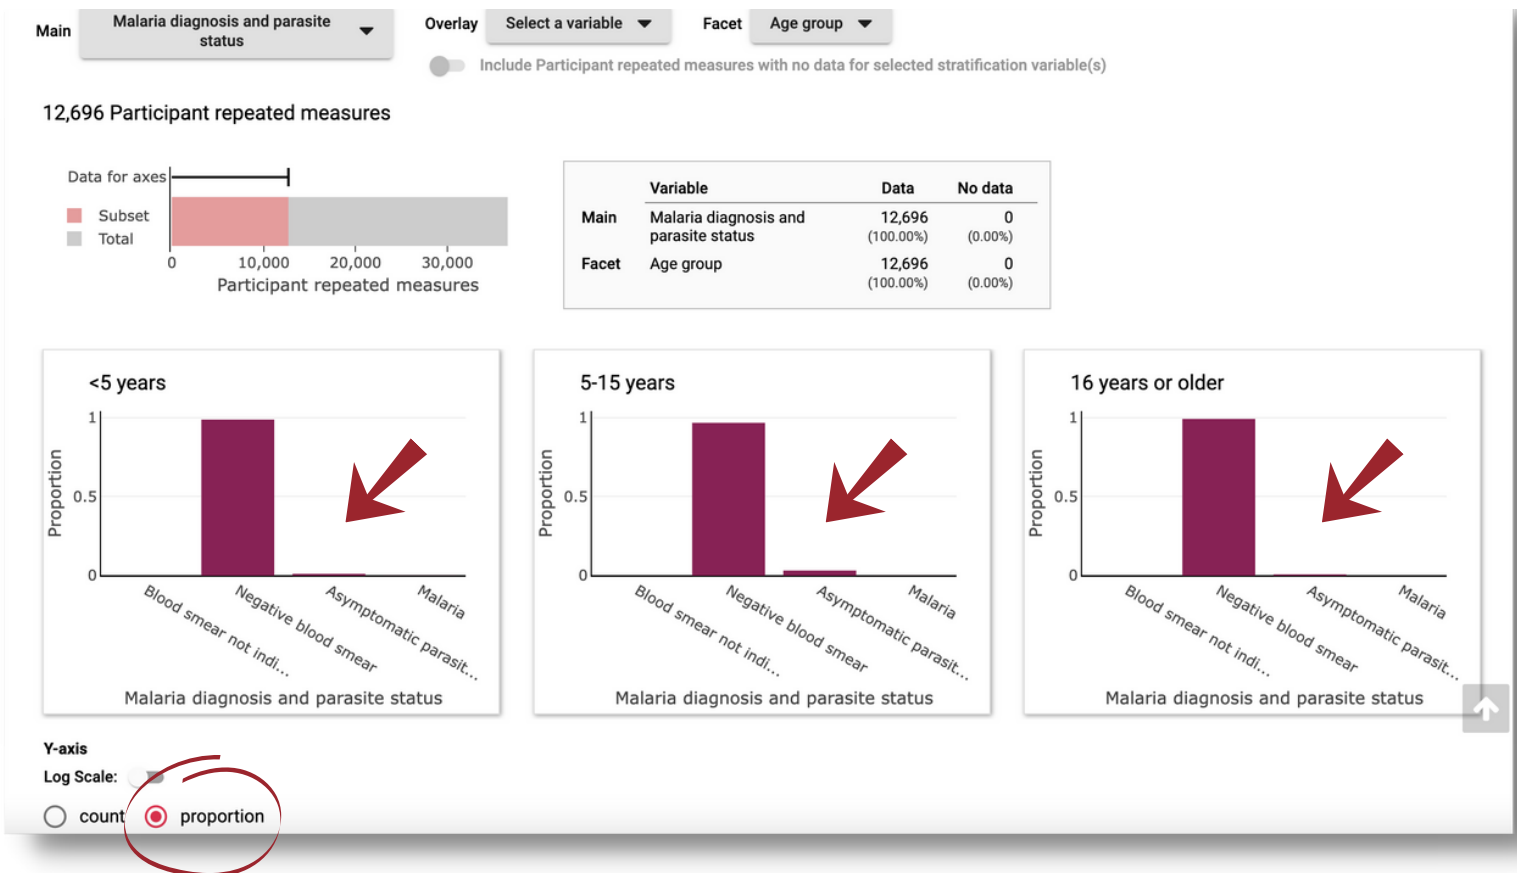 Main
Malaria diagnosis and parasite
status
Overlay
Select a variable
Facet
Age group
Include Participant repeated measures with no data for selected stratification variable(s)
12,696 Participant repeated measures
Data for axes
Subset
Total
0
10,000
20,000
30,000
Participant repeated measures
Variable
Data
No data
Main
Malaria diagnosis and
parasite status
12,696
(100.00%)
0
(0.00%)
Facet
Age group
12,696
(100.00%)
0
(0.00%)
<5 years
Proportion
1
0.5
0
Blood smear not indi...
Negative blood smear
Asymptomatic parasit...
Malaria
Malaria diagnosis and parasite status
5-15 years
Proportion
1
0.5
0
Blood smear not indi...
Negative blood smear
Asymptomatic parasit...
Malaria
Malaria diagnosis and parasite status
16 years or older
Proportion
1
0.5
0
Blood smear not indi...
Negative blood smear
Asymptomatic parasit...
Malaria
Malaria diagnosis and parasite status
Y-axis
Log Scale:
count
proportion